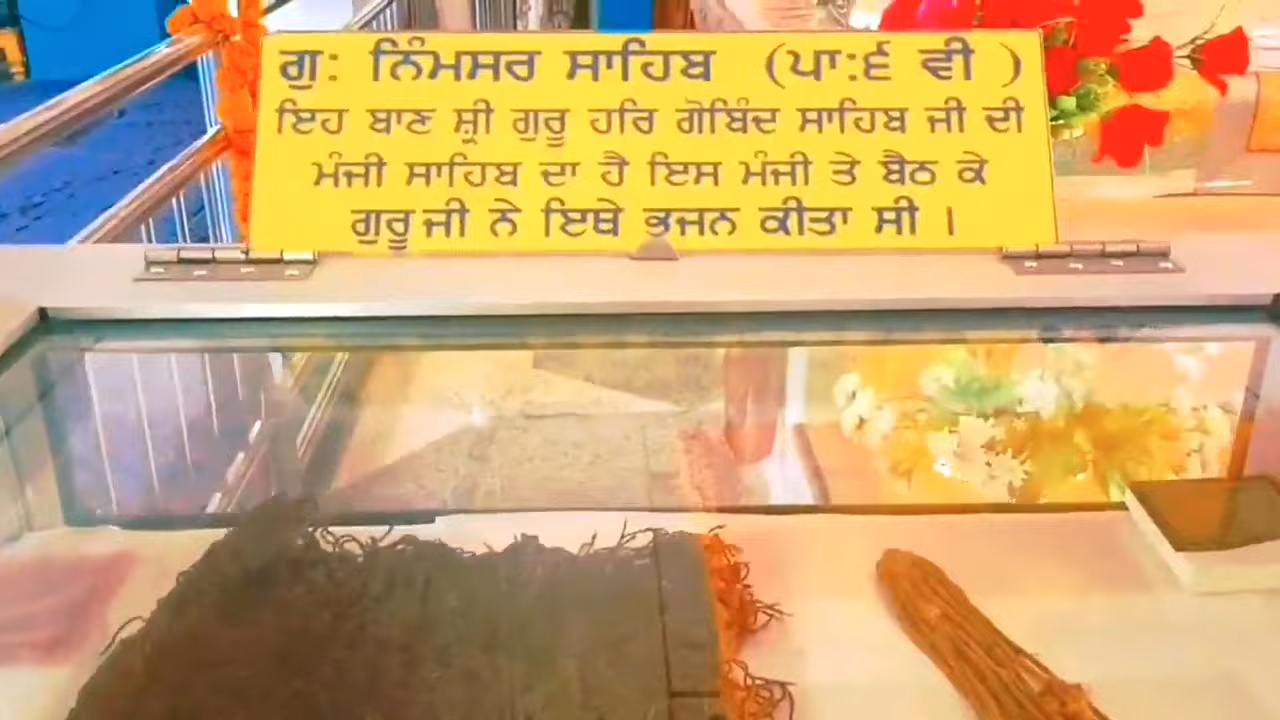 ਗੁ: ਨਿੰਮਸਰ ਸਾਹਿਬ (ਪਾ:੬ ਵੀ )
ਇਹ ਬਾਣ ਸ਼੍ਰੀ ਗੁਰੂ ਹਰਿ ਗੋਬਿੰਦ ਸਾਹਿਬ ਜੀ ਦੀ
ਮੰਜੀ ਸਾਹਿਬ ਦਾ ਹੈ ਇਸ ਮੰਜੀ ਤੇ ਬੈਠ ਕੇ
ਗੁਰੂ ਜੀ ਨੇ ਇਥੇ ਭਜਨ ਕੀਤਾ ਸੀ ।